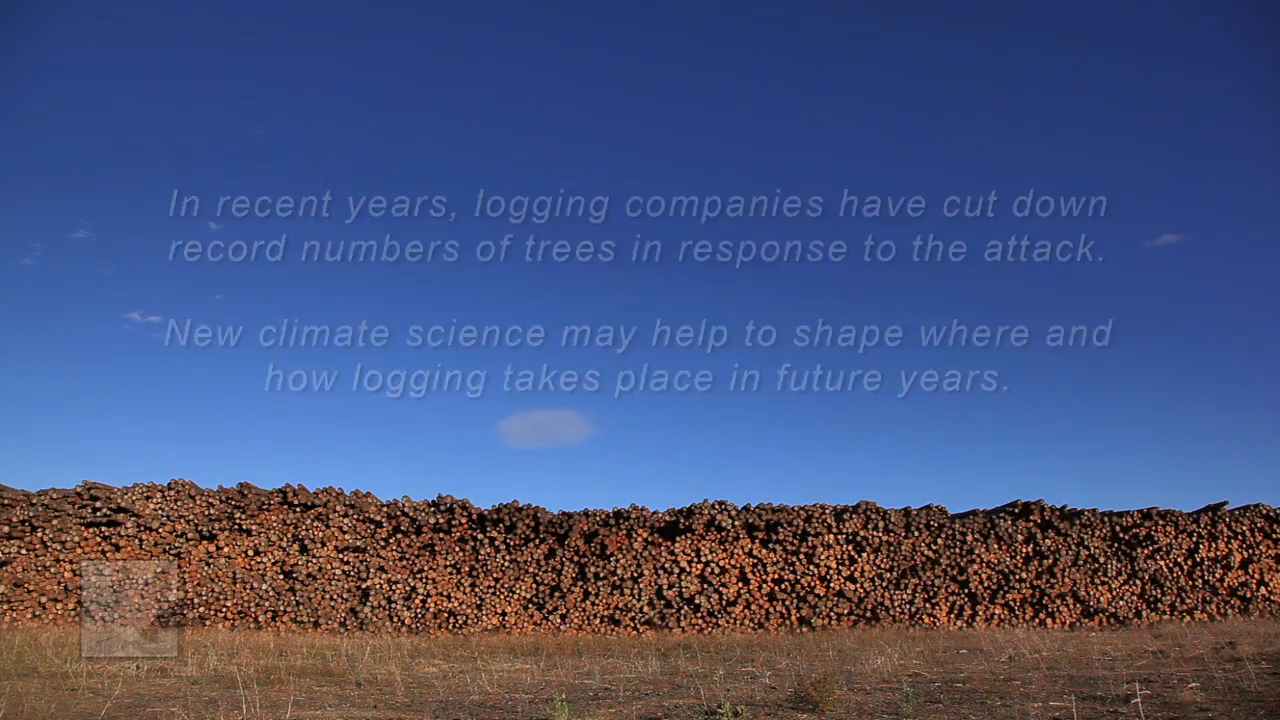 In recent years, logging companies have cut down
record numbers of trees in response to the attack.
New climate science may help to shape where and
how logging takes place in future years.